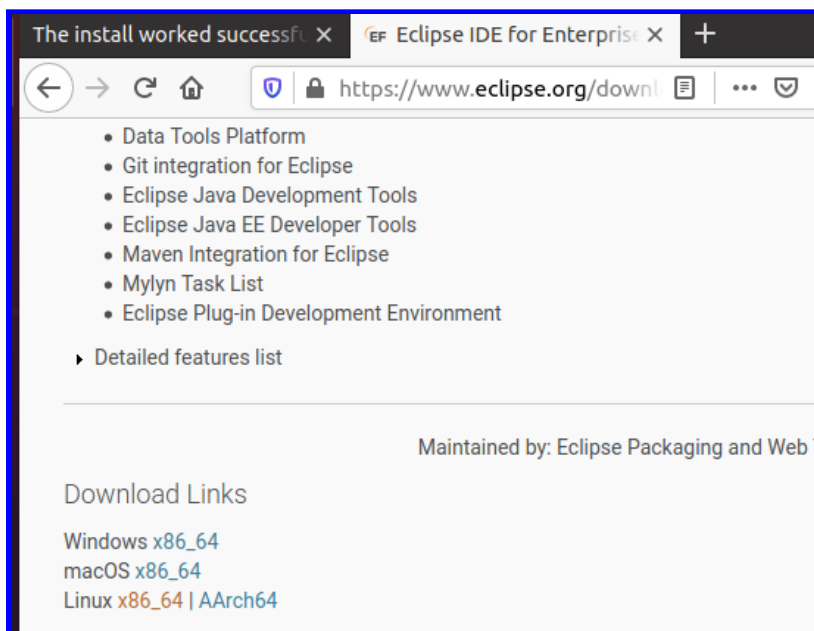 The install worked successfu
EF Eclipse IDE for Enterprise
https://www.eclipse.org/downl
Data Tools Platform
Git integration for Eclipse
Eclipse Java Development Tools
Eclipse Java EE Developer Tools
Maven Integration for Eclipse
Mylyn Task List
Eclipse Plug-in Development Environment
Detailed features list
Maintained by: Eclipse Packaging and Web
Download Links
Windows x86_64
macOS x86_64
Linux x86_64 | AArch64